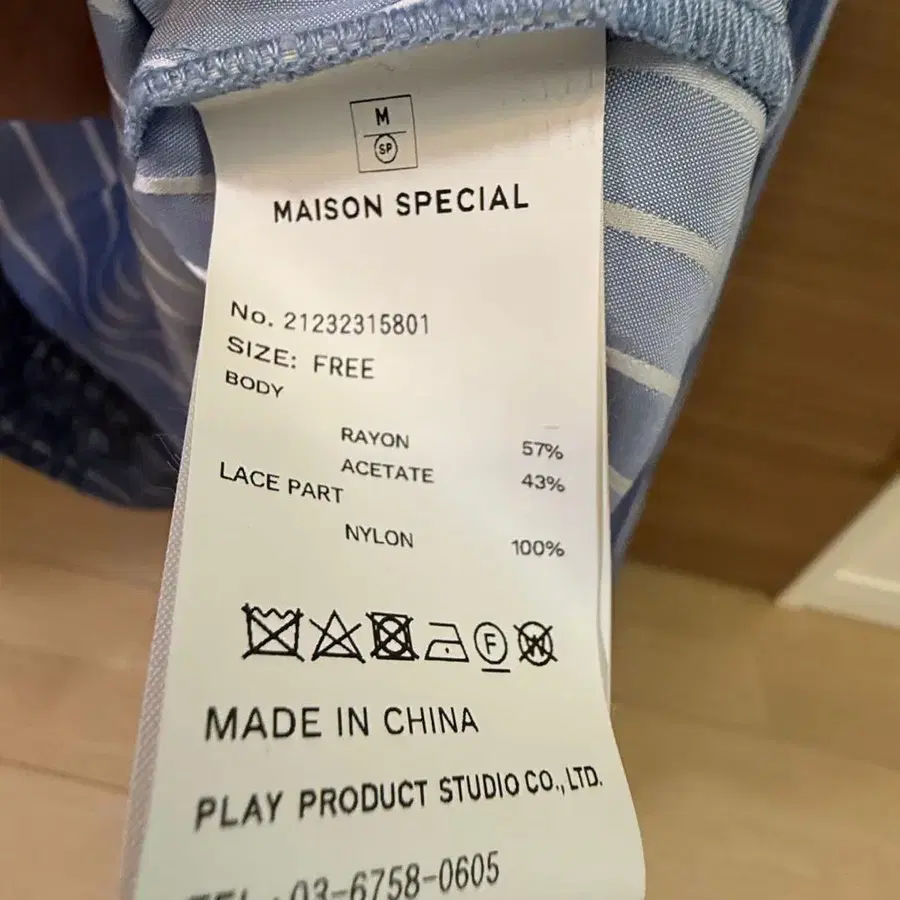 M
SP
MAISON SPECIAL
No. 21232315801
SIZE: FREE
BODY
RAYON 57%
ACETATE 43%
LACE PART
NYLON 100%
F W
MADE IN CHINA
PLAY PRODUCT STUDIO CO., LTD.
TEL : 03-6758-0605